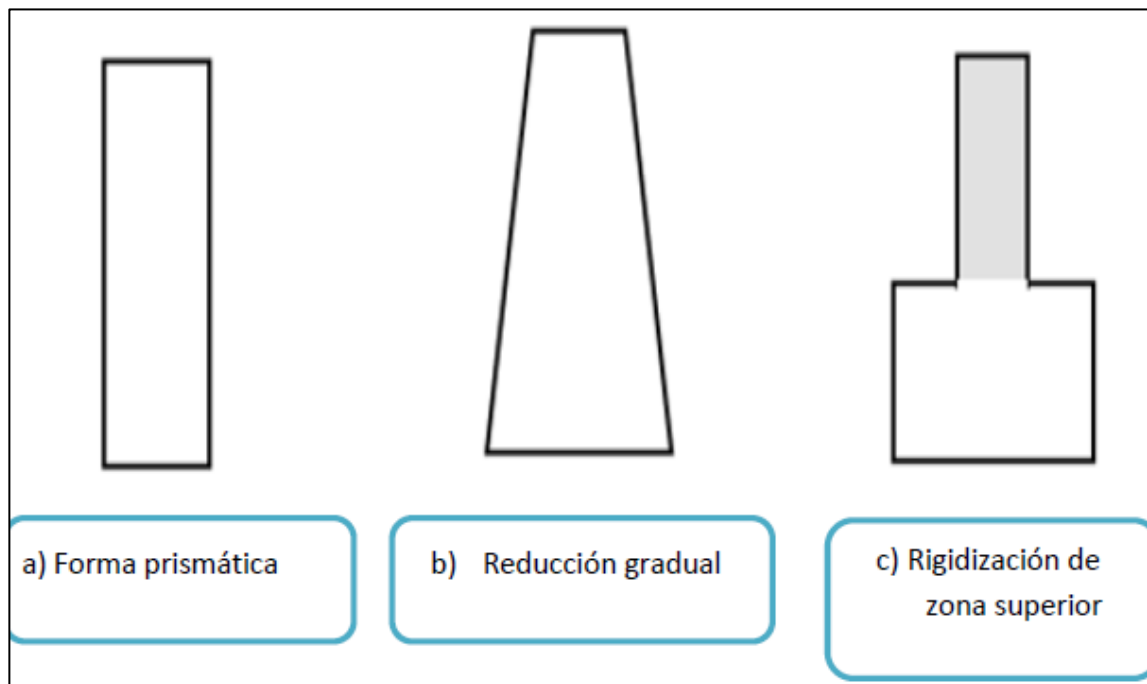 a) Forma prismática
b) Reducción gradual
c) Rigidización de
zona superior